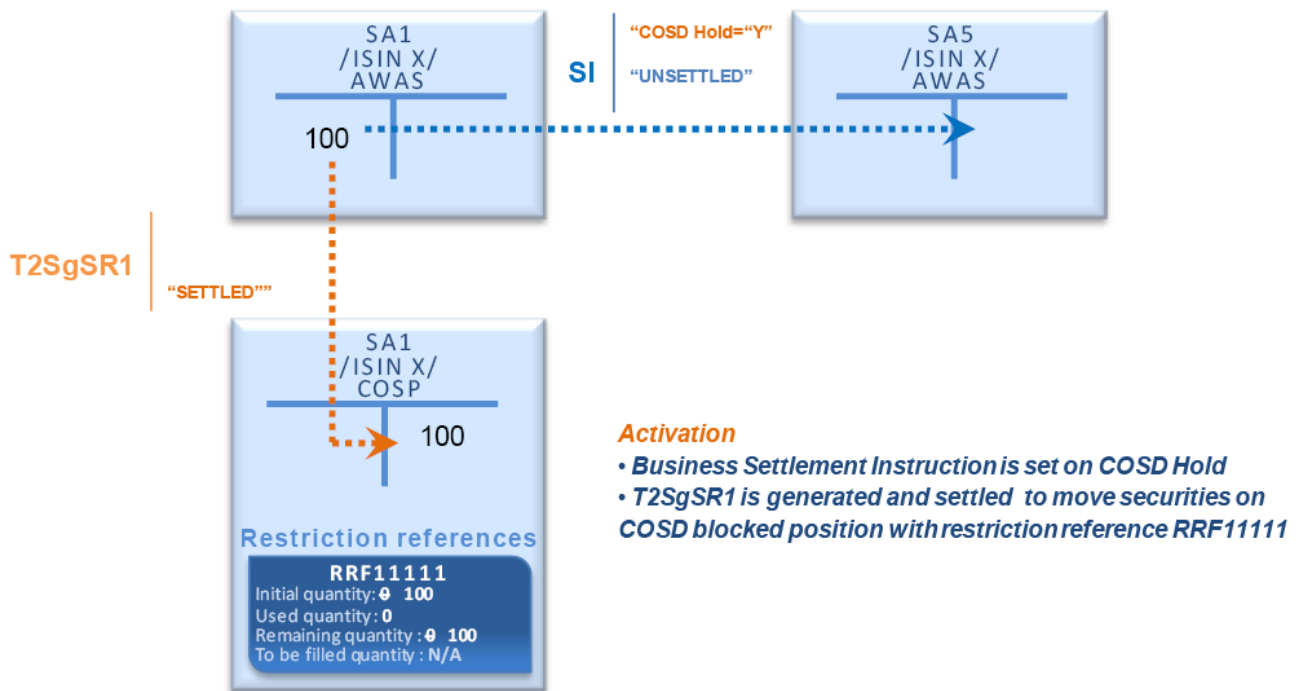 SA1
/ISIN X/
AWAS
100
SI
“COSD Hold=“Y”
“UNSETTLED”
SA5
/ISIN X/
AWAS
T2SgSR1
“SETTLED””
SA1
/ISIN X/
COSP
100
Restriction references
RRF11111
Initial quantity: 0 100
Used quantity : 0
Remaining quantity : 0 100
To be filled quantity : N/A
Activation
• Business Settlement Instruction is set on COSD Hold
• T2SgSR1 is generated and settled to move securities on
COSD blocked position with restriction reference RRF11111